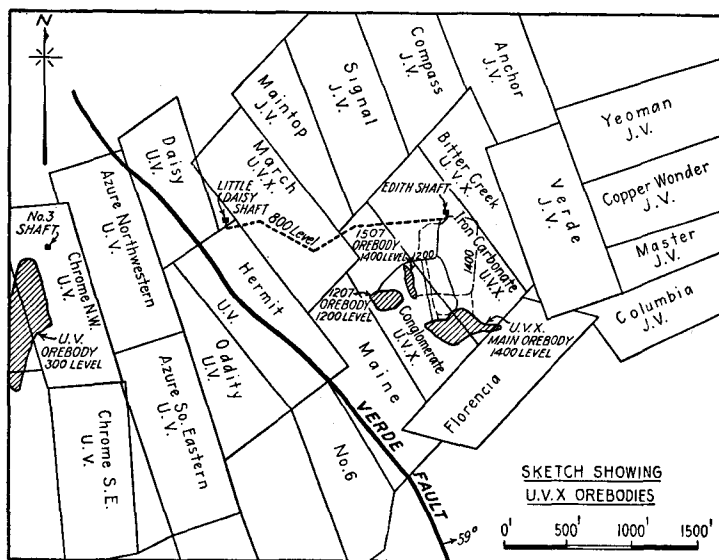 N
Compass
J.V.
Anchor
J.V.
Signal
J.V.
Maintop
J.V.
Yeoman
J.V.
Daisy
U.V.
March
U.V.X.
Bitter Creek
U.V.X.
Verde
J.V.
Copper Wonder
J.V.
Master
J.V.
Columbia
J.V.
Azure Northwestern
U.V.
LITTLE
DAISY
SHAFT
800 Level
EDITH SHAFT
Iron Carbonate
U.V.X.
No.3
SHAFT
Chrome N.W.
U.V.
1507
OREBODY
1400 LEVEL
1200
1400
Hermit
U.V.
1207
OREBODY
1200 LEVEL
Conglomerate
U.V.X.
U.V.X.
MAIN OREBODY
1400 LEVEL
U.V.
OREBODY
300 LEVEL
Oddity
U.V.
Maine
Florencia
Azure So. Eastern
U.V.
Chrome S.E.
U.V.
No.6
VERDE FAULT
59°
SKETCH SHOWING
U.V.X OREBODIES
0' 500' 1000' 1500'